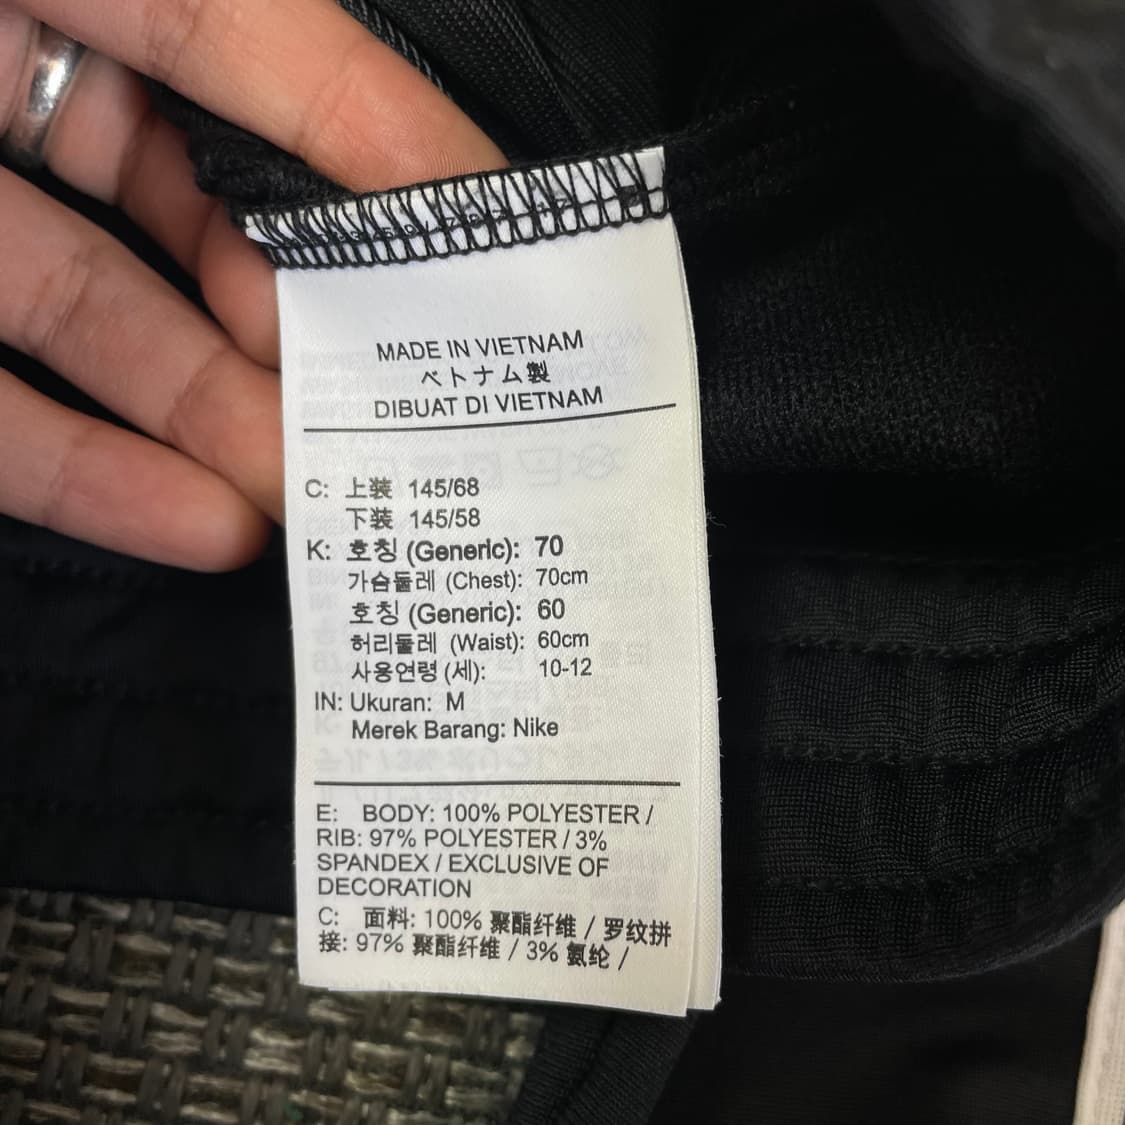 MADE IN VIETNAM
ベトナム製
DIBUAT DI VIETNAM
C: 上装 145/68
下装 145/58
K: 호칭 (Generic): 70
가슴둘레 (Chest): 70cm
호칭 (Generic): 60
허리둘레 (Waist): 60cm
사용연령 (세): 10-12
IN: Ukuran: M
Merek Barang: Nike
E: BODY: 100% POLYESTER /
RIB: 97% POLYESTER / 3%
SPANDEX / EXCLUSIVE OF
DECORATION
C: 面料: 100% 聚酯纤维 / 罗纹拼
接: 97% 聚酯纤维 / 3% 氨纶 /